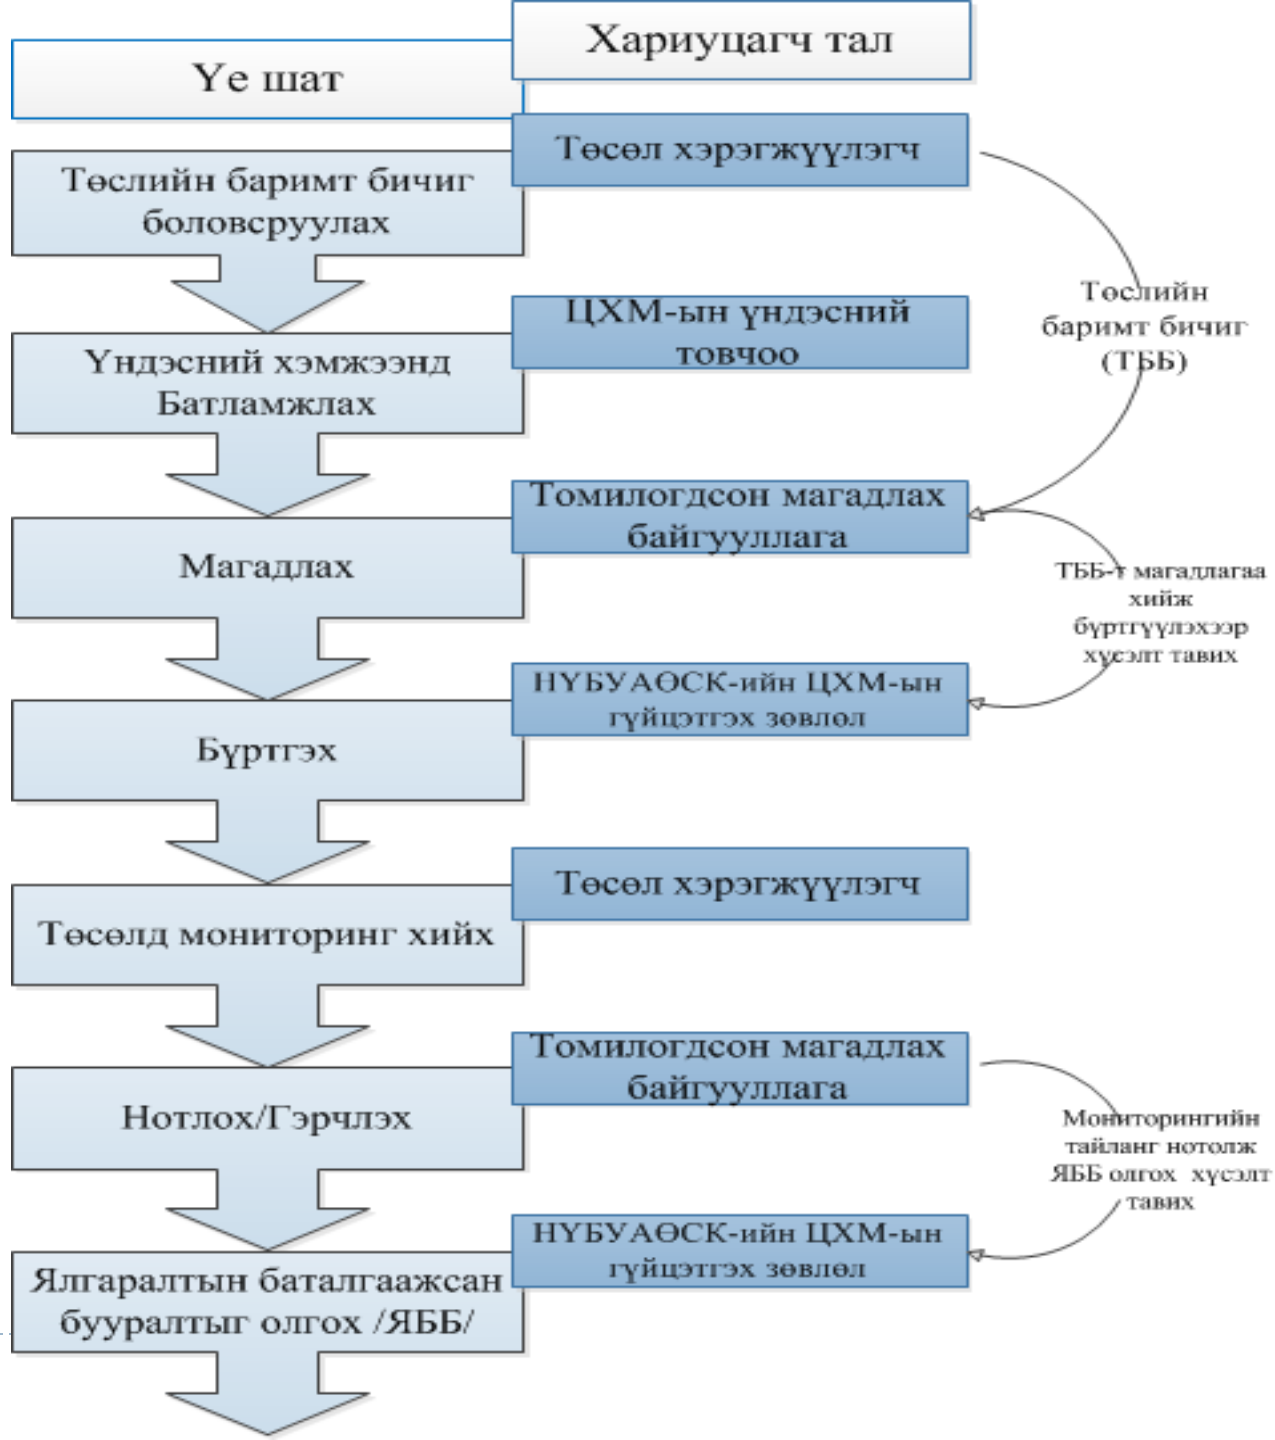 Үе шат
Хариуцагч тал
Төслийн баримт бичиг
боловсруулах
Төсөл хэрэгжүүлэгч
Төслийн
баримт бичиг
(ТББ)
Үндэсний хэмжээнд
Батламжлах
ЦХМ-ын үндэсний
товчоо
Магадлах
Томилогдсон магадлах
байгууллага
ТББ-т магадлагаа
хийж
бүртгүүлэхээр
хүсэлт тавих
Бүртгэх
НҮБУАӨСК-ийн ЦХМ-ын
гүйцэтгэх зөвлөл
Төсөлд мониторинг хийх
Төсөл хэрэгжүүлэгч
Нотлох/Гэрчлэх
Томилогдсон магадлах
байгууллага
Мониторингийн
тайланг нотолж
ЯББ олгох хүсэлт
тавих
Ялгаралтын баталгаажсан
бууралтыг олгох /ЯББ/
НҮБУАӨСК-ийн ЦХМ-ын
гүйцэтгэх зөвлөл